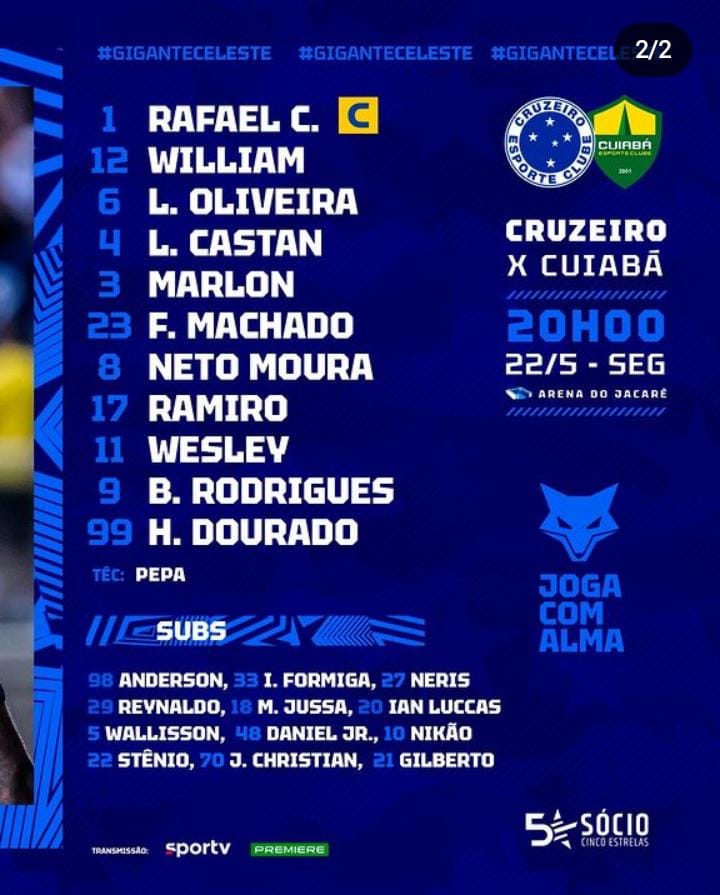 #GIGANTECELESTE #GIGANTECELESTE #GIGANTECEL
2/2
1 RAFAEL C. C
12 WILLIAM
6 L. OLIVEIRA
4 L. CASTAN
3 MARLON
23 F. MACHADO
8 NETO MOURA
17 RAMIRO
11 WESLEY
9 B. RODRIGUES
99 H. DOURADO
TÉC: PEPA
SUBS
98 ANDERSON, 33 I. FORMIGA, 27 NERIS
29 REYNALDO, 18 M. JUSSA, 20 IAN LUCCAS
5 WALLISSON, 48 DANIEL JR., 10 NIKÃO
22 STÊNIO, 70 J. CHRISTIAN, 21 GILBERTO
TRANSMISSÃO: sportv PREMIERE
CRUZEIRO
ESPORTE CLUBE
CUIABÁ
ESPORTE CLUBE
2001
CRUZEIRO
X CUIABÁ
20H00
22/5 - SEG
ARENA DO JACARÉ
JOGA
COM
ALMA
5 SÓCIO
CINCO ESTRELAS